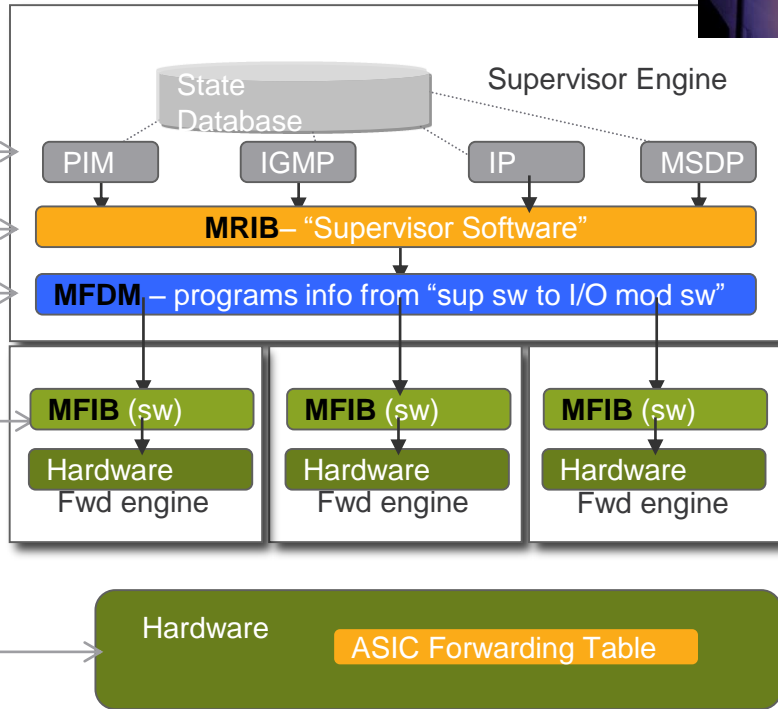 State
Database
Supervisor Engine
PIM
IGMP
IP
MSDP
MRIB– “Supervisor Software”
MFDM – programs info from “sup sw to I/O mod sw”
MFIB (sw)
MFIB (sw)
MFIB (sw)
Hardware
Hardware
Hardware
Fwd engine
Fwd engine
Fwd engine
Hardware
ASIC Forwarding Table